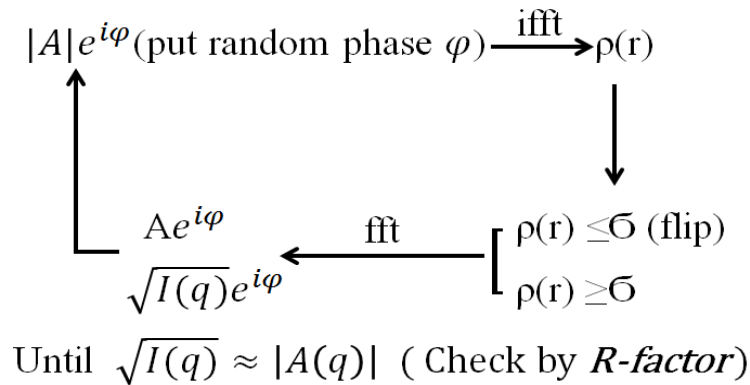 ifft
|A|e^{iφ}(put random phase φ) ρ(r)
Ae^{iφ} fft ρ(r) ≤Ϭ (flip)
√I(q)e^{iφ} ρ(r) ≥Ϭ
Until √I(q) ≈ |A(q)| ( Check by R-factor)